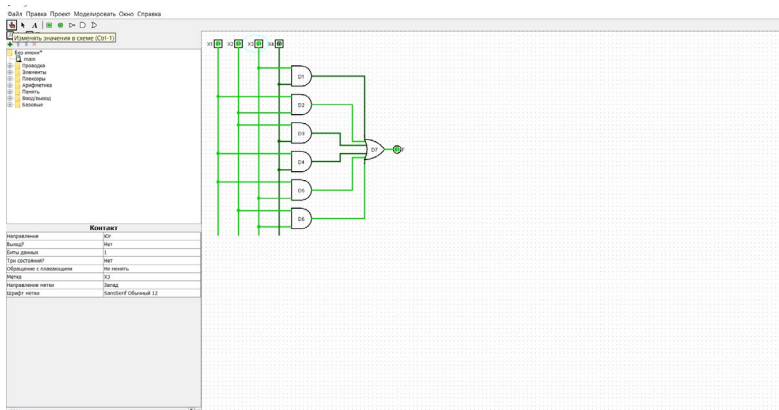 Файл Правка Проект Моделировать Окно Справка
A
Изменять значения в схеме (Ctrl-1)
Без имени*
main
Проводка
Элементы
Плексоры
Арифметика
Память
Ввод/вывод
Базовые
Контакт
Направление Юг
Выход? Нет
Биты данных 1
Три состояния? Нет
Обращение с плавающими Не менять
Метка X3
Направление метки Запад
Шрифт метки SansSerif Обычный 12
X1 X2 X3 X4
D1
D2
D3
D4
D5
D6
D7
F